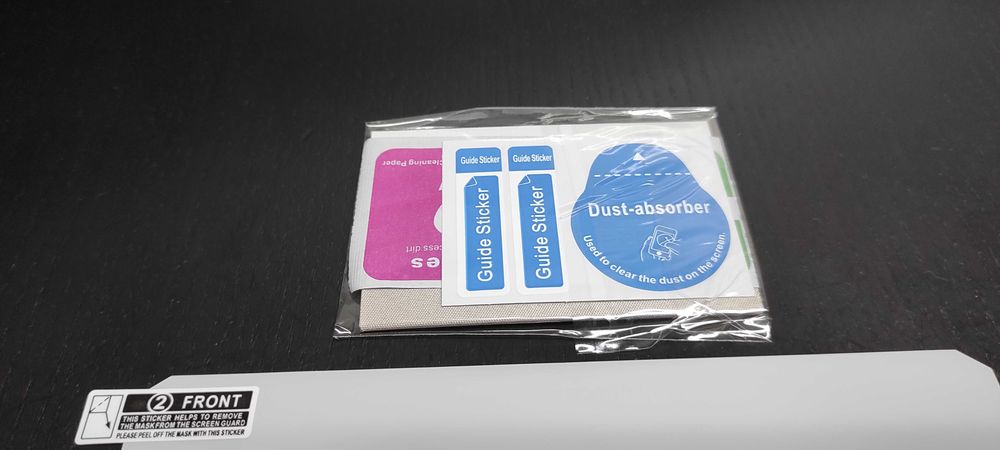 Cleaning Paper
cess dirt
es
Guide Sticker
Guide Sticker
Guide Sticker
Guide Sticker
Dust-absorber
Used to clear the dust on the screen.
2 FRONT
THIS STICKER HELPS TO REMOVE
THE MASK FROM THE SCREEN GUARD
PLEASE PEEL OFF THE MASK WITH THIS STICKER